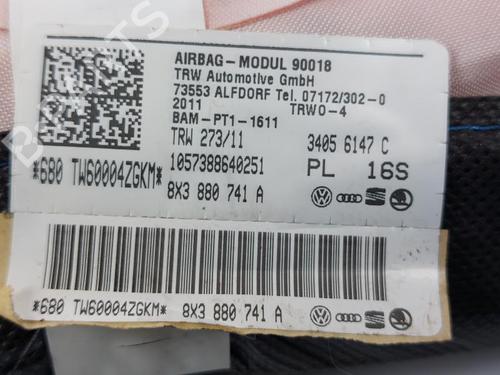 AIRBAG-MODUL 90018
TRW Automotive GmbH
73553 ALFDORF Tel. 07172/302-0
2011 TRWO-4
BAM-PT1-1611
TRW 273/11 3405 6147 C
1057388640251 PL 16S
*680 TW60004ZGKM* 8X3 880 741 A
*680 TW60004ZGKM* 8X3 880 741 A